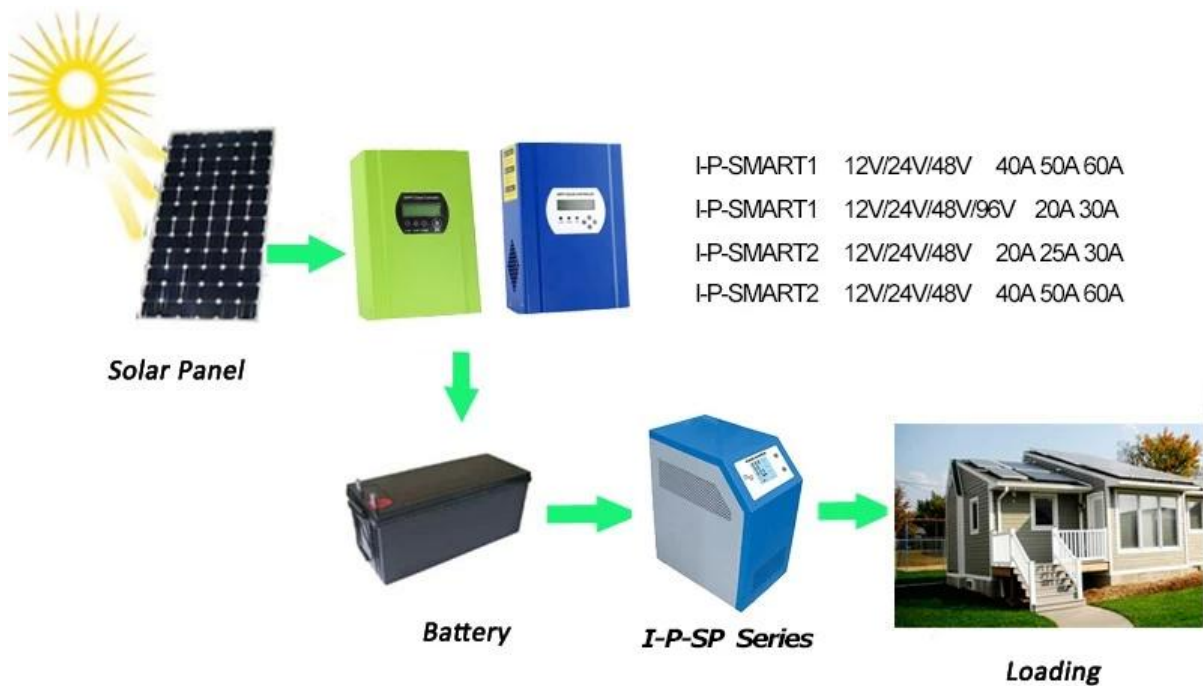 I-P-SMART1 12V/24V/48V 40A 50A 60A
I-P-SMART1 12V/24V/48V/96V 20A 30A
I-P-SMART2 12V/24V/48V 20A 25A 30A
I-P-SMART2 12V/24V/48V 40A 50A 60A
Solar Panel
Battery
I-P-SP Series
Loading